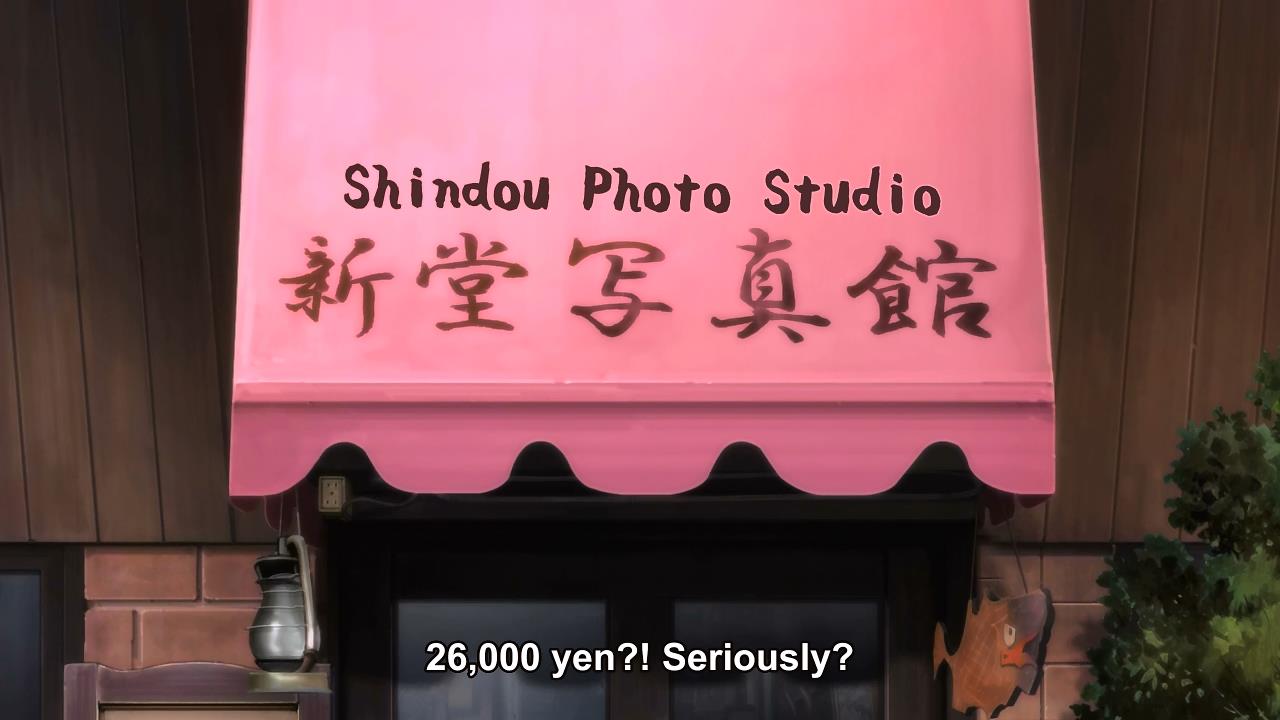 Shindou Photo Studio
新堂写真館
26,000 yen?! Seriously?